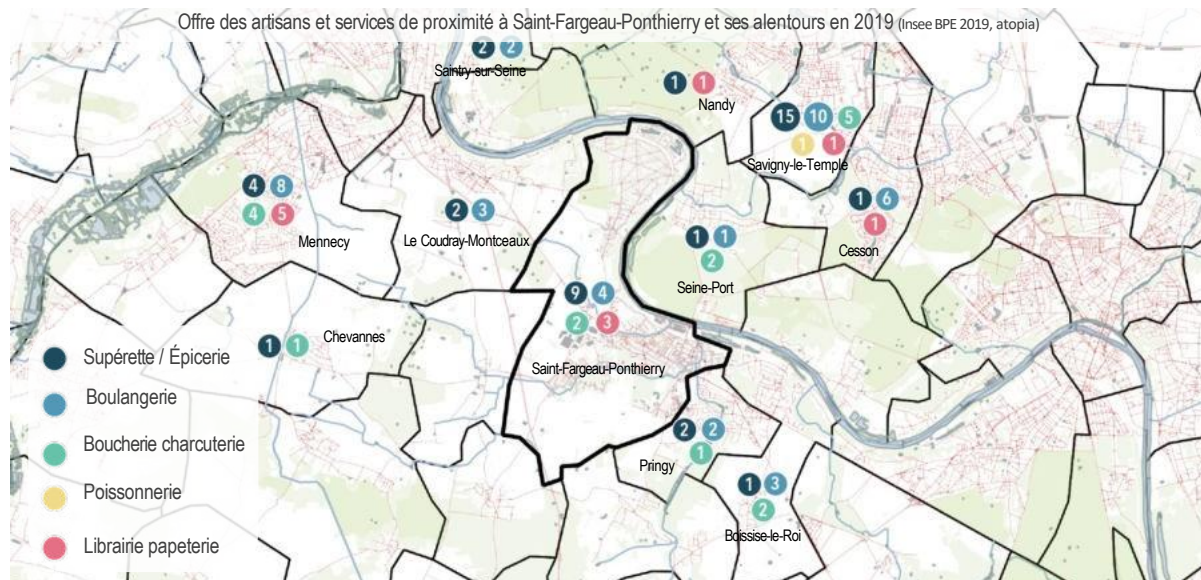 Offre des artisans et services de proximité à Saint-Fargeau-Ponthierry et ses alentours en 2019 (Insee BPE 2019, atopia)
2 2
Saintry-sur-Seine
1 1
Nandy
15 10 5
1 1
Savigny-le-Temple
4 8
4 5
Mennecy
2 3
Le Coudray-Montceaux
1 6
1
Cesson
1 1
2
Seine-Port
9 4
2 3
Saint-Fargeau-Ponthierry
1 1
Chevannes
2 2
1
Pringy
1 3
2
Boissise-le-Roi
Supérette / Épicerie
Boulangerie
Boucherie charcuterie
Poissonnerie
Librairie papeterie